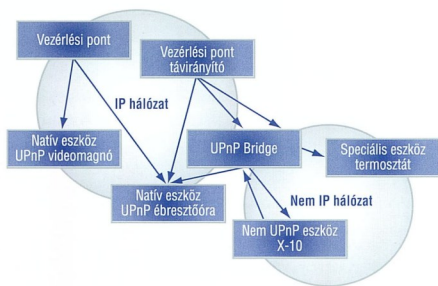 Vezérlési pont
Vezérlési pont
távirányító
IP hálózat
Natív eszköz
UPnP videomagnó
UPnP Bridge
Speciális eszköz
termosztát
Natív eszköz
UPnP ébresztőóra
Nem IP hálózat
Nem UPnP eszköz
X-10